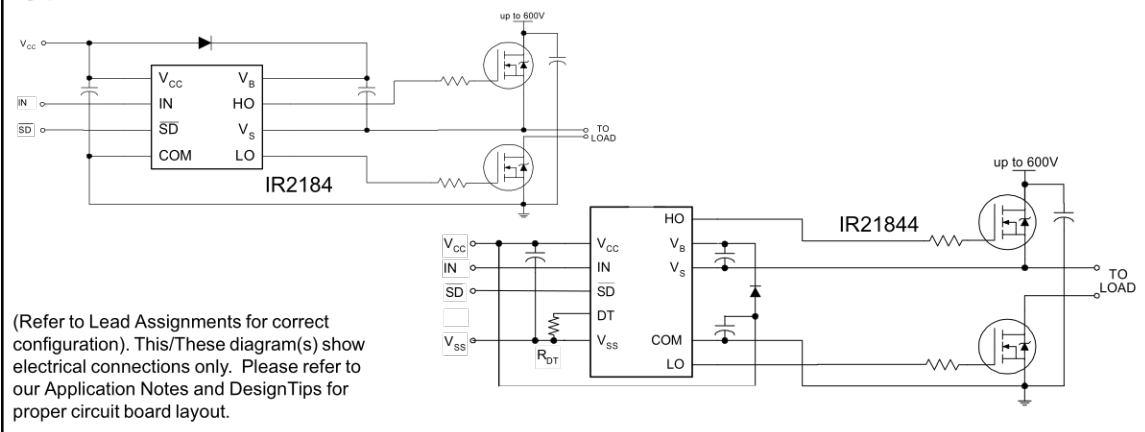 up to 600V
VCC
VCC
VB
IN
IN
HO
SD
SD
VS
TO
LOAD
COM
LO
IR2184
up to 600V
HO
IR21844
VCC
VCC
VB
IN
IN
VS
TO
LOAD
SD
SD
DT
VSS
VSS
COM
RDT
LO
(Refer to Lead Assignments for correct
configuration). This/These diagram(s) show
electrical connections only. Please refer to
our Application Notes and DesignTips for
proper circuit board layout.